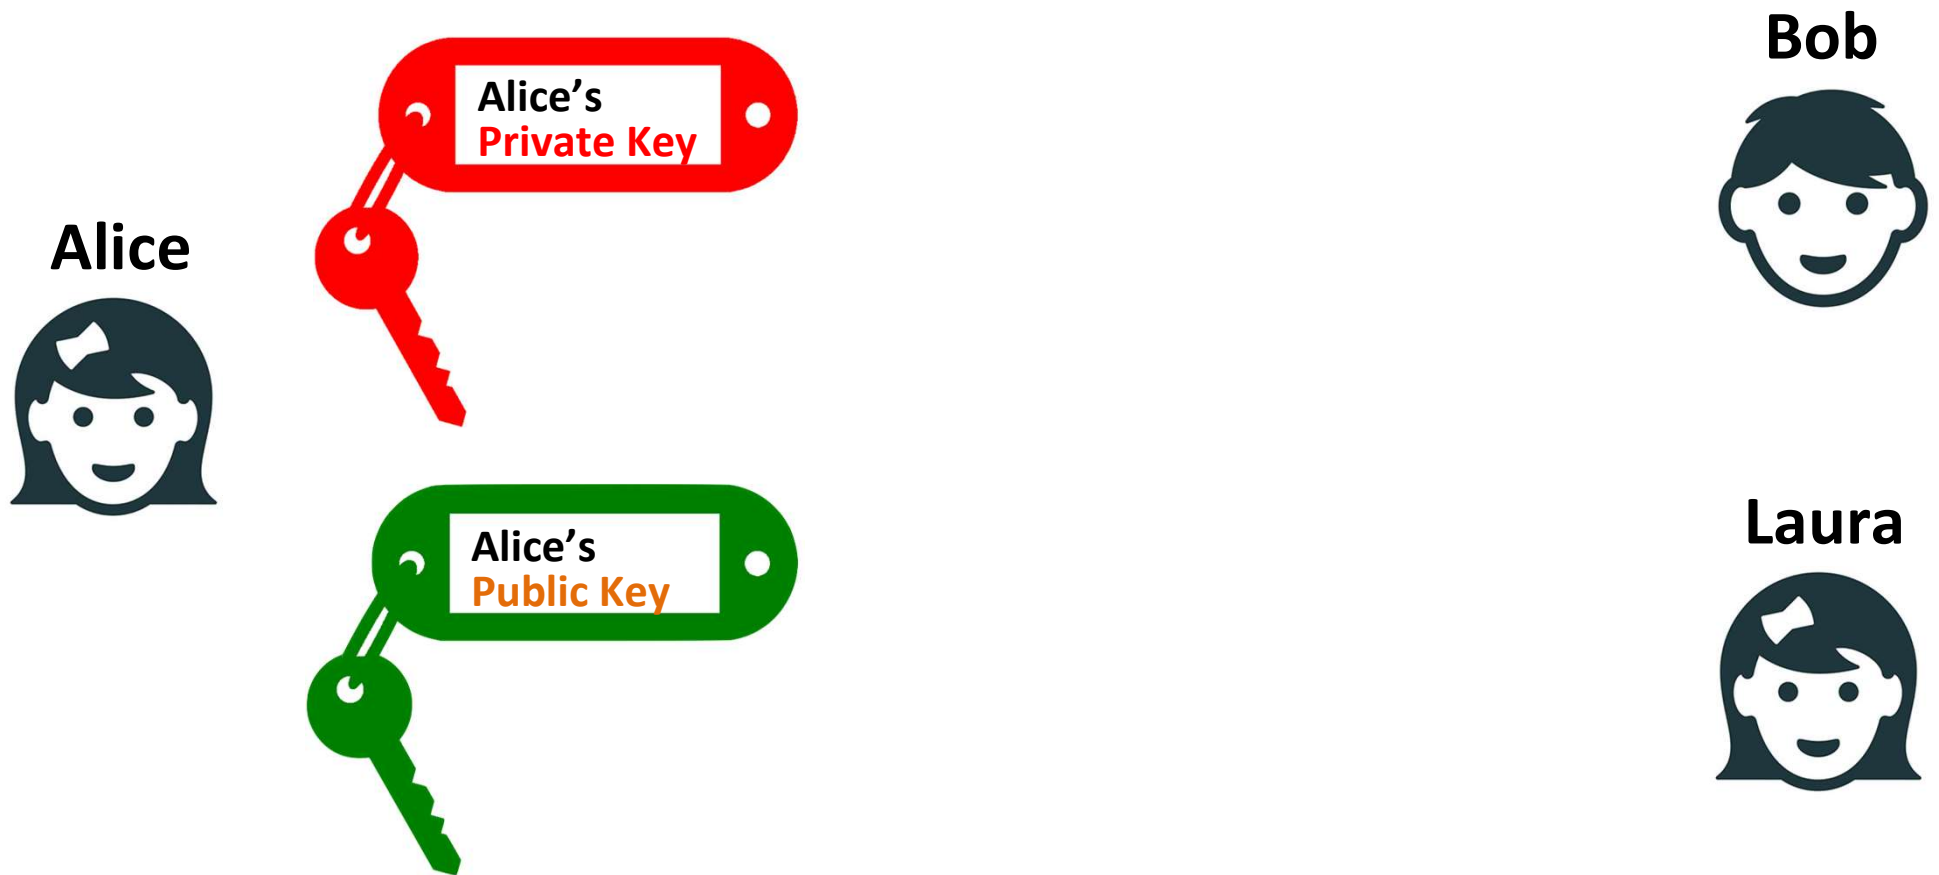 Alice
Alice’s
Private Key
Alice’s
Public Key
Bob
Laura